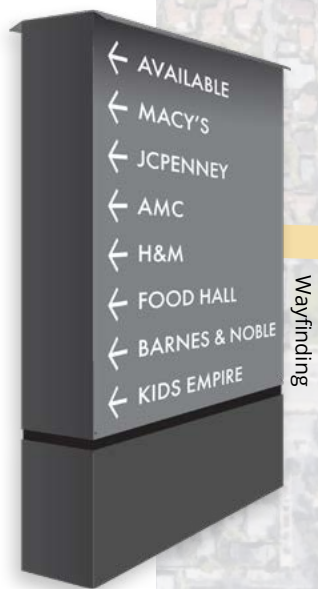 ← AVAILABLE
← MACY'S
← JCPENNEY
← AMC
← H&M
← FOOD HALL
← BARNES & NOBLE
← KIDS EMPIRE
Wayfinding